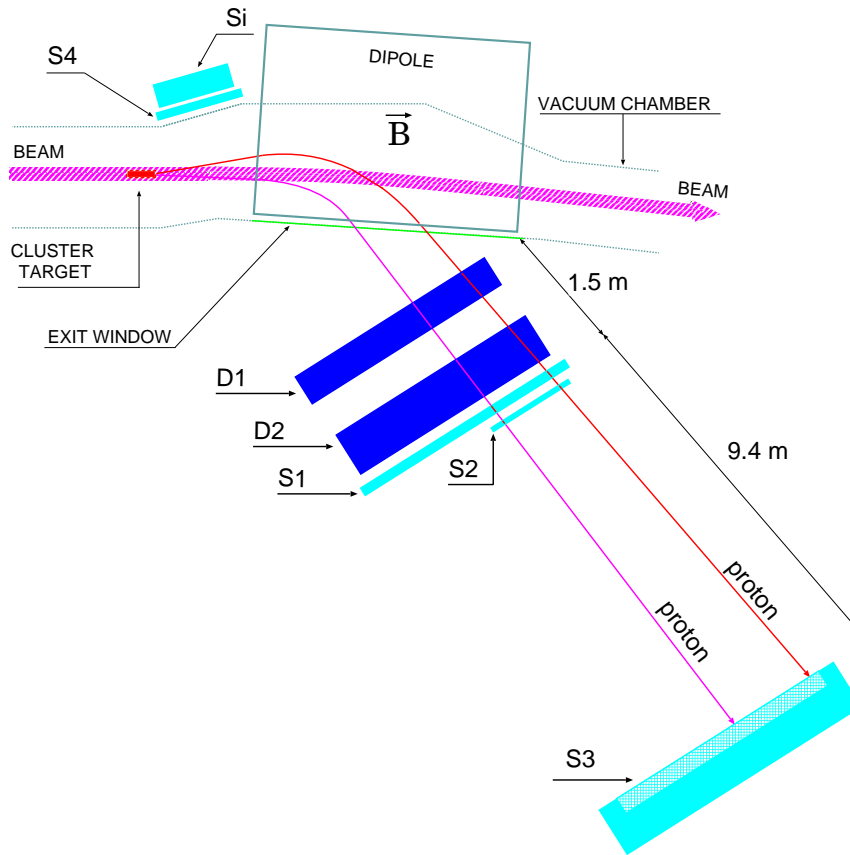 Si
S4
DIPOLE
VACUUM CHAMBER
B
BEAM
BEAM
CLUSTER
TARGET
1.5 m
EXIT WINDOW
D1
D2
S2
S1
9.4 m
proton
proton
S3